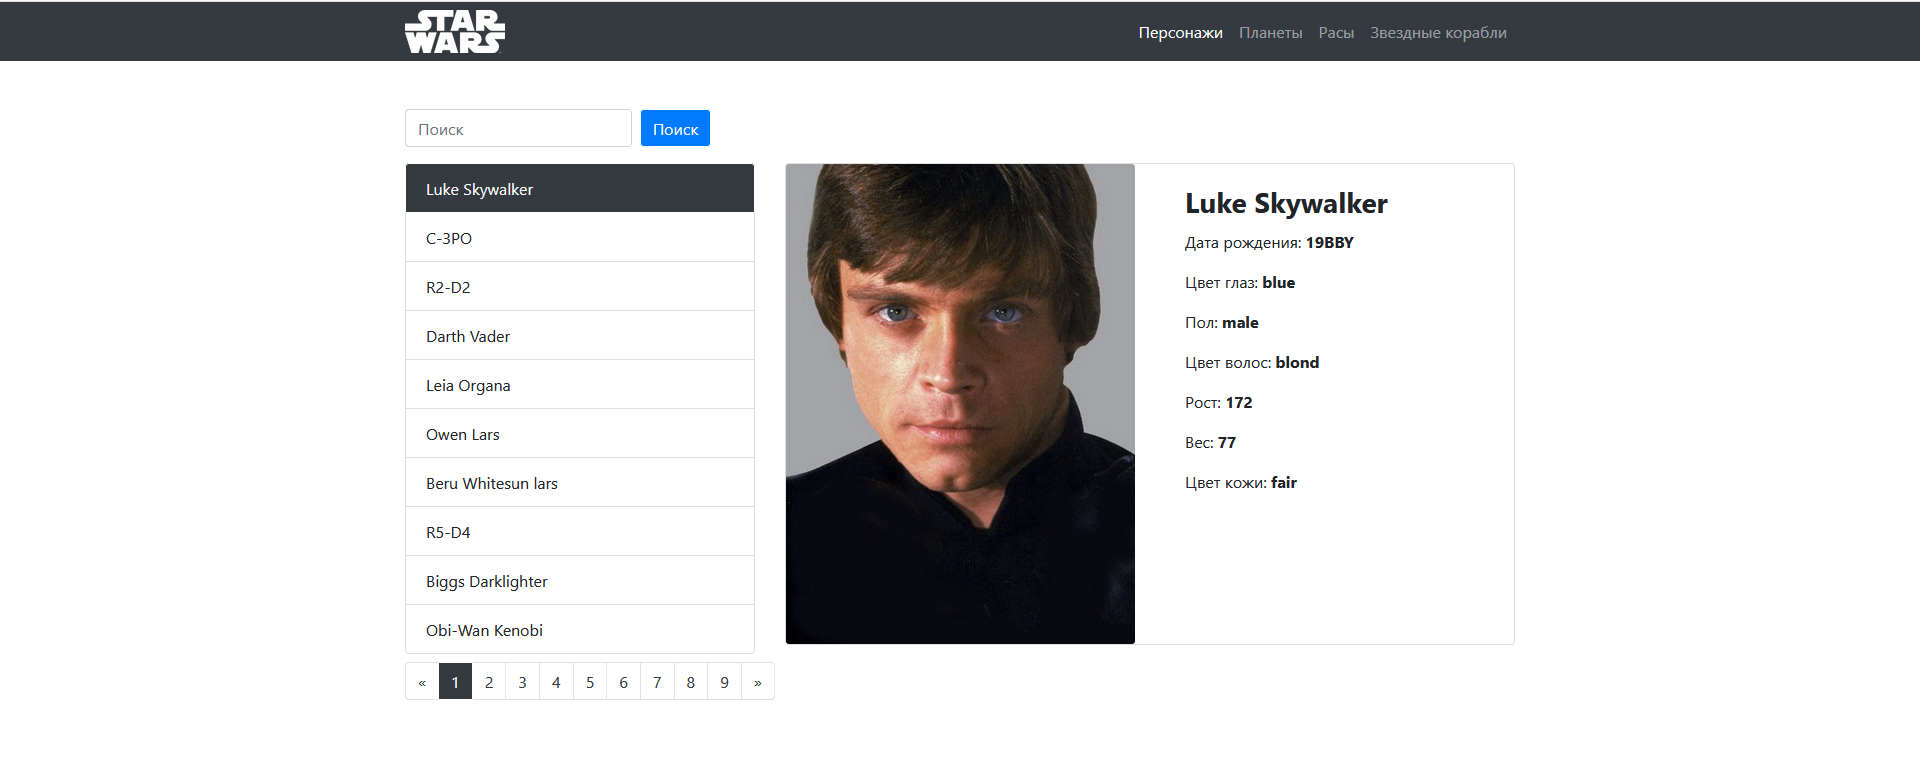 STAR
WARS
Персонажи Планеты Расы Звездные корабли
Поиск Поиск
Luke Skywalker
C-3PO
R2-D2
Darth Vader
Leia Organa
Owen Lars
Beru Whitesun lars
R5-D4
Biggs Darklighter
Obi-Wan Kenobi
« 1 2 3 4 5 6 7 8 9 »
Luke Skywalker
Дата рождения: 19BBY
Цвет глаз: blue
Пол: male
Цвет волос: blond
Рост: 172
Вес: 77
Цвет кожи: fair